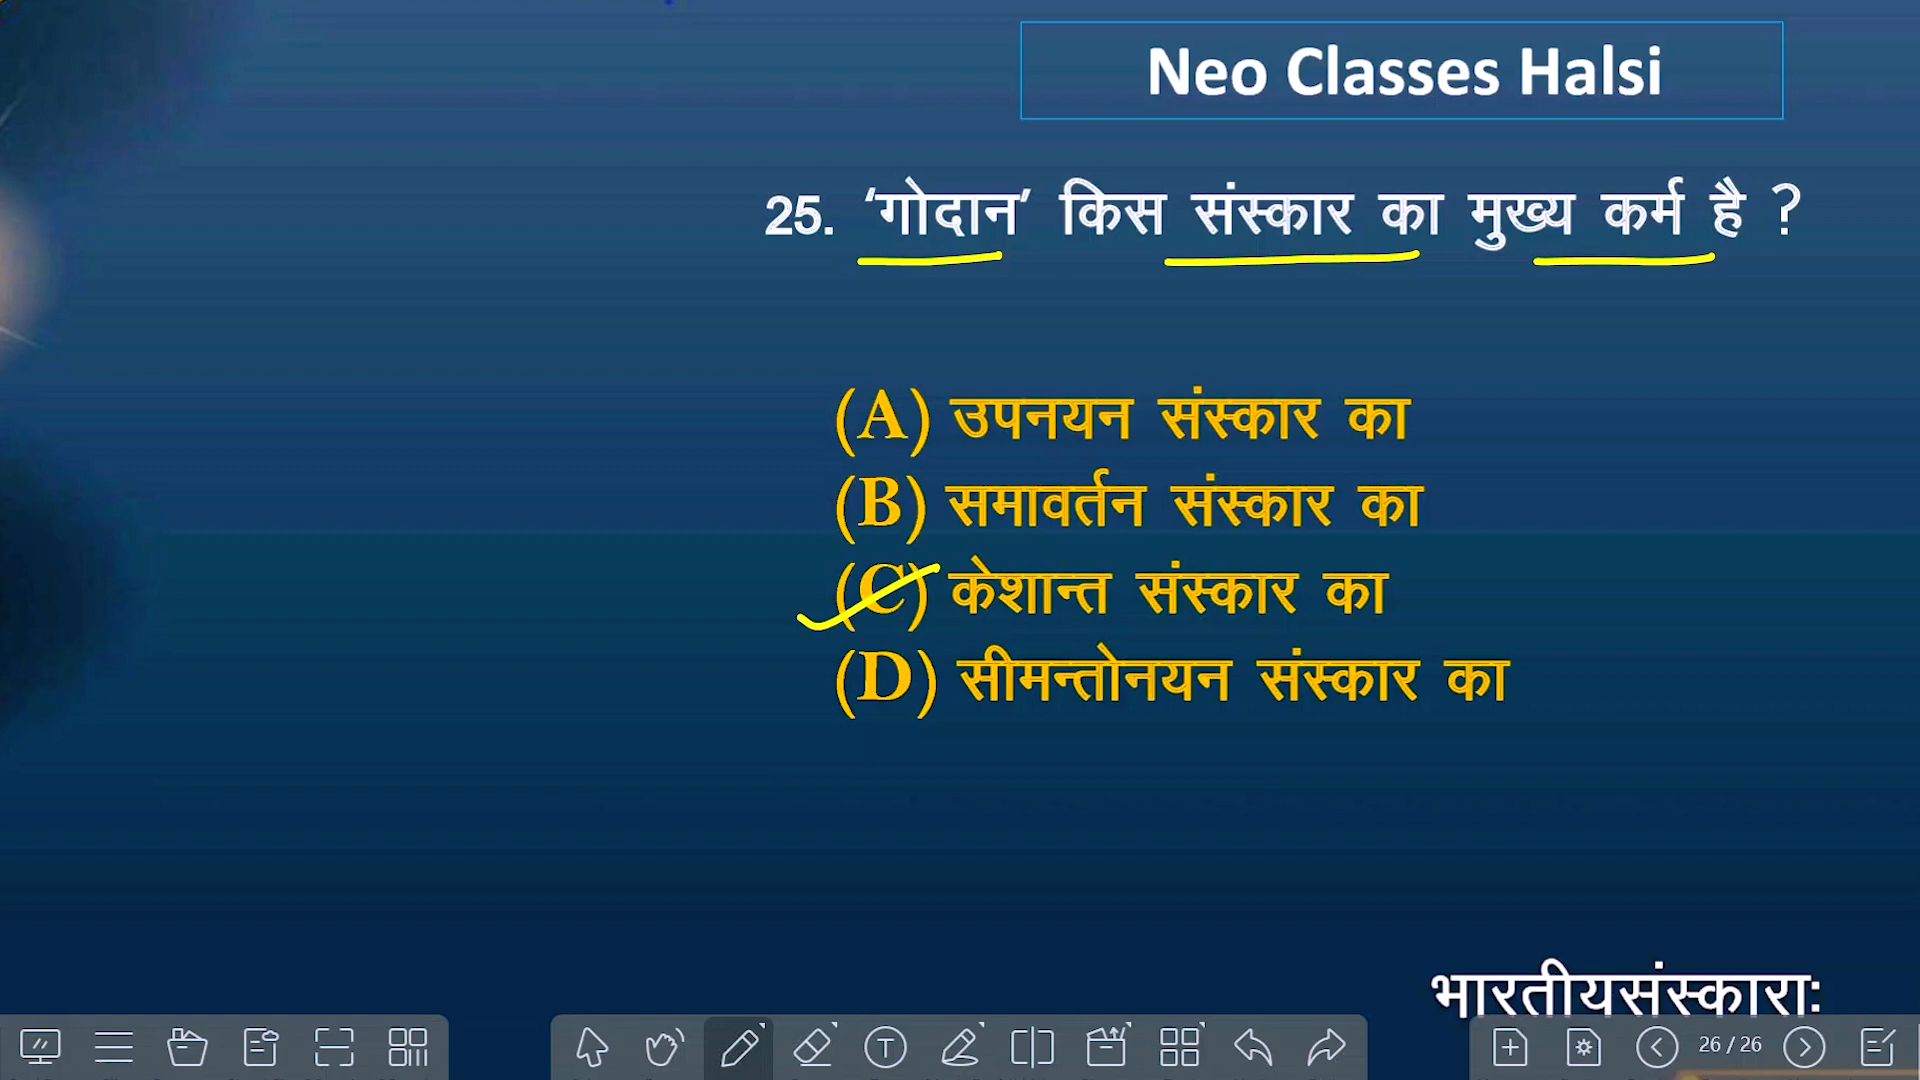 Neo Classes Halsi
25. ‘गोदान’ किस संस्कार का मुख्य कर्म है ?
(A) उपनयन संस्कार का
(B) समावर्तन संस्कार का
(C) केशान्त संस्कार का
(D) सीमन्तोनयन संस्कार का
भारतीयसंस्काराः
26 / 26